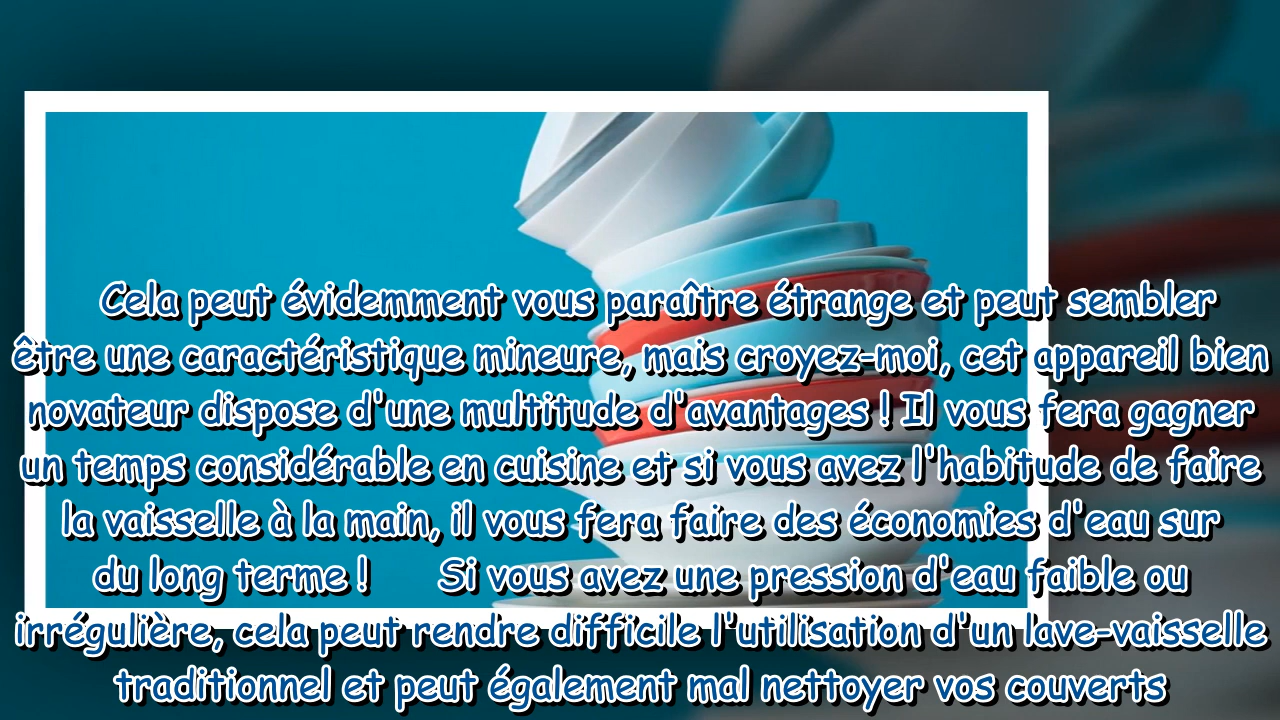 Cela peut évidemment vous paraître étrange et peut sembler
être une caractéristique mineure, mais croyez-moi, cet appareil bien
novateur dispose d'une multitude d'avantages ! Il vous fera gagner
un temps considérable en cuisine et si vous avez l'habitude de faire
la vaisselle à la main, il vous fera faire des économies d'eau sur
du long terme ! Si vous avez une pression d'eau faible ou
irrégulière, cela peut rendre difficile l'utilisation d'un lave-vaisselle
traditionnel et peut également mal nettoyer vos couverts